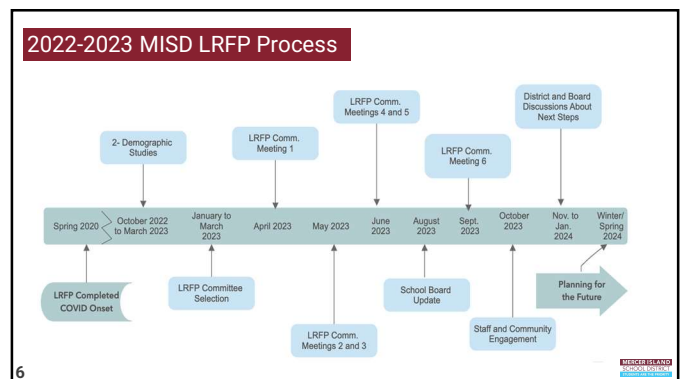 2022-2023 MISD LRFP Process
District and Board
Discussions About
Next Steps
LRFP Comm.
Meetings 4 and 5
2- Demographic
Studies
LRFP Comm.
Meeting 1
LRFP Comm.
Meeting 6
Spring 2020
October 2022
to March 2023
January to
March
2023
April 2023
May 2023
June
2023
August
2023
Sept.
2023
October
2023
Nov. to
Jan.
2024
Winter/
Spring
2024
LRFP Completed
COVID Onset
LRFP Committee
Selection
School Board
Update
Planning for
the Future
LRFP Comm.
Meetings 2 and 3
Staff and Community
Engagement
6
MERCER ISLAND
SCHOOL DISTRICT
STUDENTS ARE THE PRIORITY